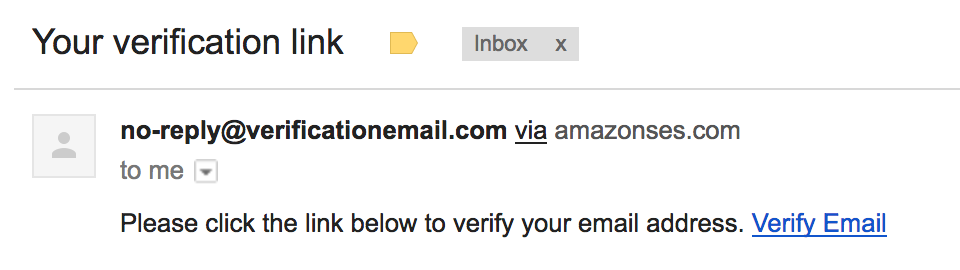 Your verification link Inbox x
no-reply@verificationemail.com via amazonses.com
to me
Please click the link below to verify your email address. Verify Email